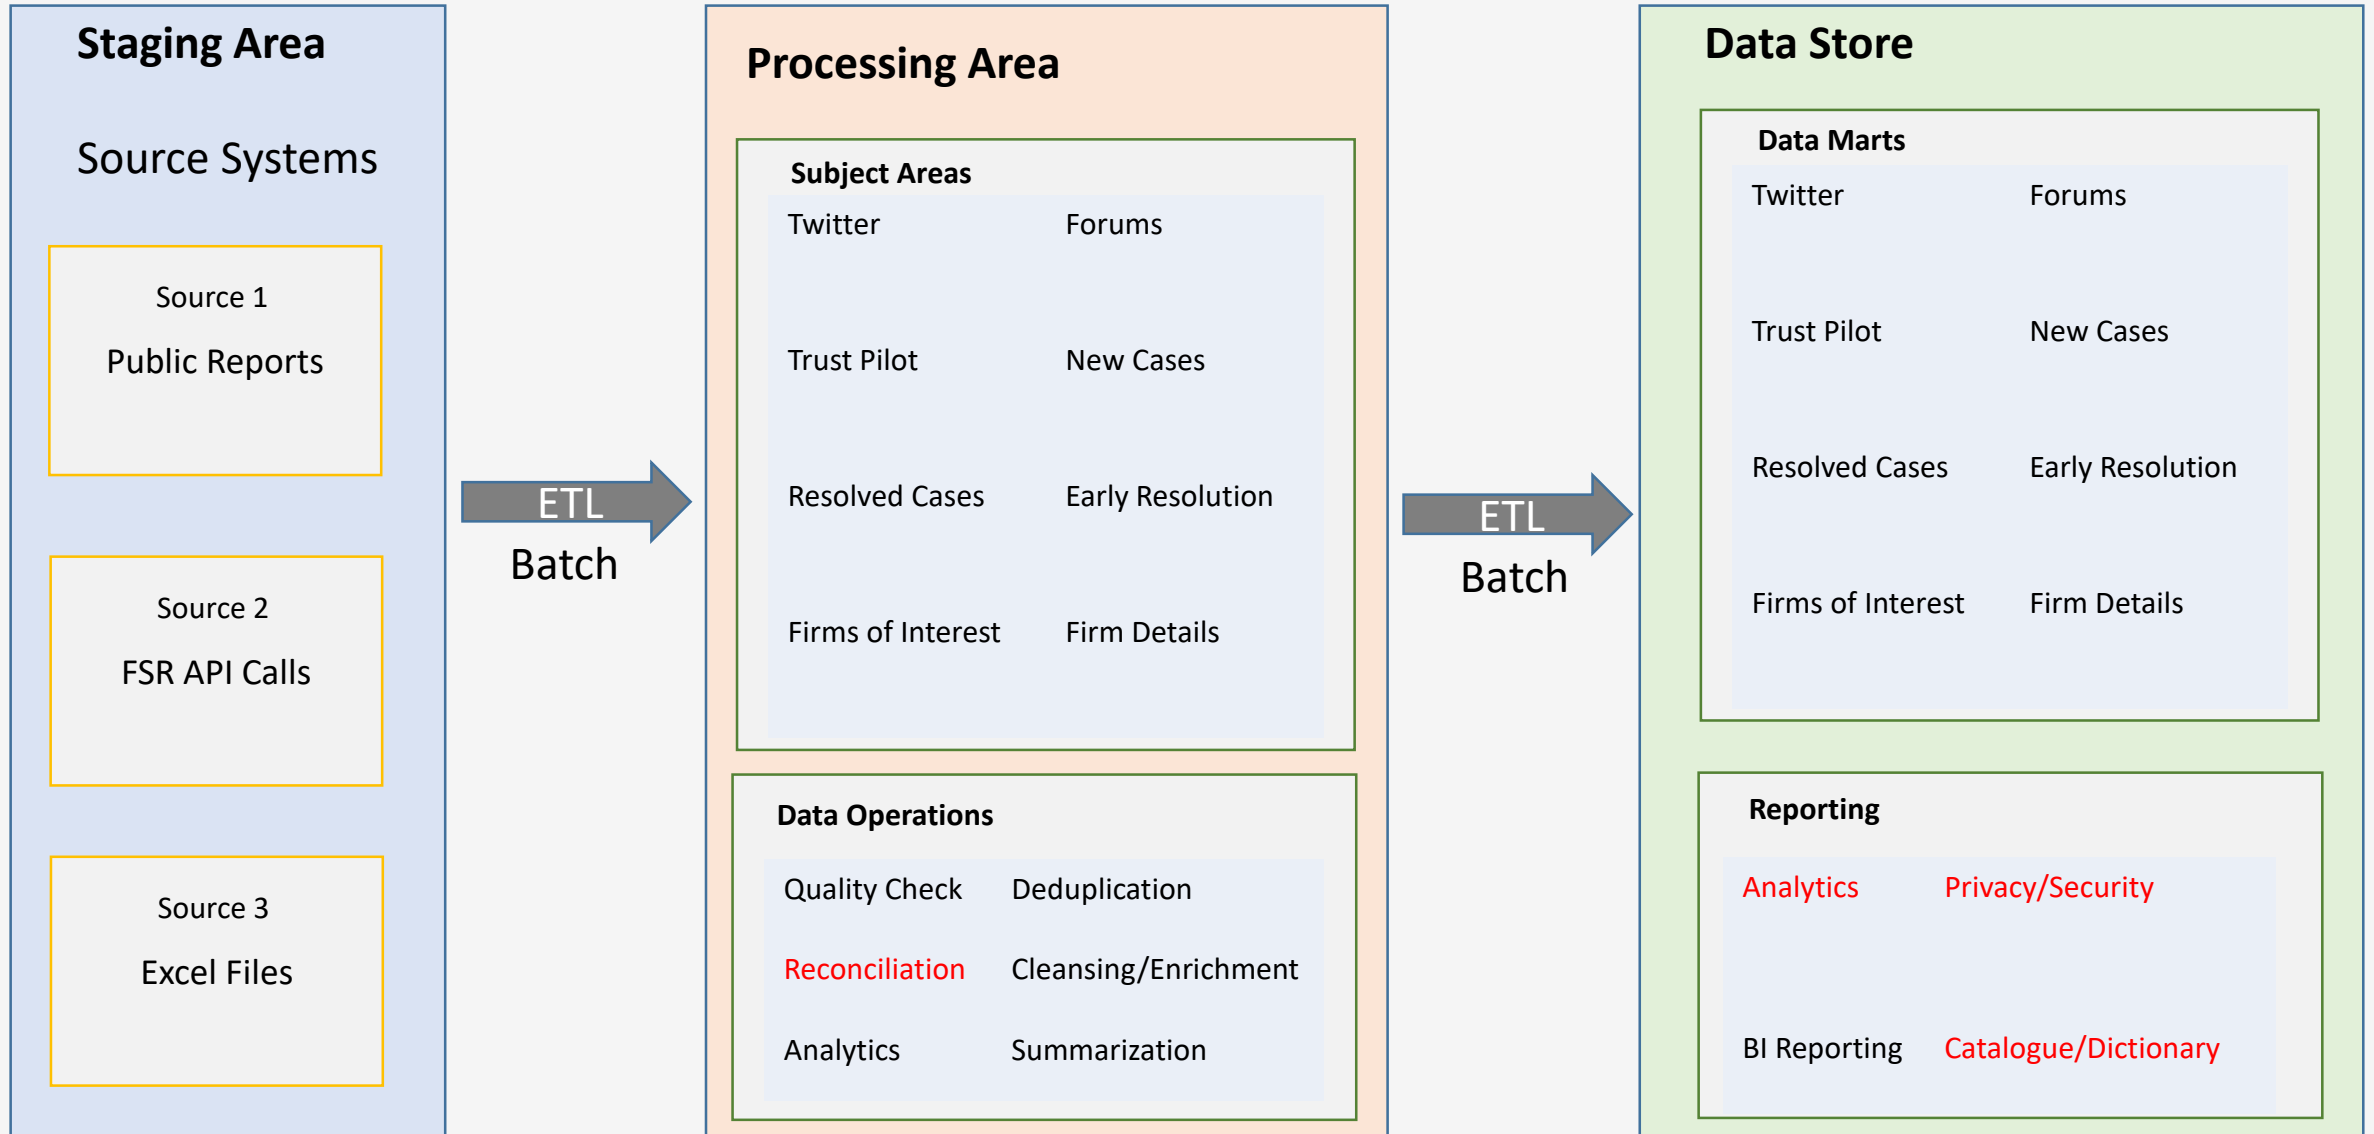 Staging Area
Source Systems
Source 1
Public Reports
Source 2
FSR API Calls
Source 3
Excel Files
ETL
Batch
Processing Area
Subject Areas
Twitter Forums
Trust Pilot New Cases
Resolved Cases Early Resolution
Firms of Interest Firm Details
Data Operations
Quality Check Deduplication
Reconciliation Cleansing/Enrichment
Analytics Summarization
ETL
Batch
Data Store
Data Marts
Twitter Forums
Trust Pilot New Cases
Resolved Cases Early Resolution
Firms of Interest Firm Details
Reporting
Analytics Privacy/Security
BI Reporting Catalogue/Dictionary